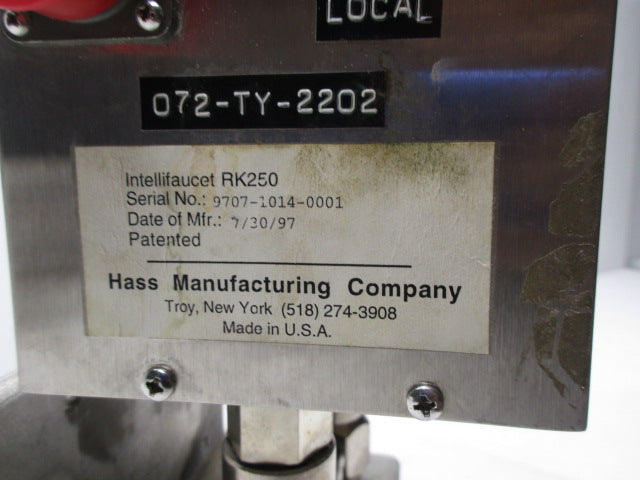 LOCAL
072-TY-2202
Intellifaucet RK250
Serial No.: 9707-1014-0001
Date of Mfr.: 7/30/97
Patented
Hass Manufacturing Company
Troy, New York (518) 274-3908
Made in U.S.A.